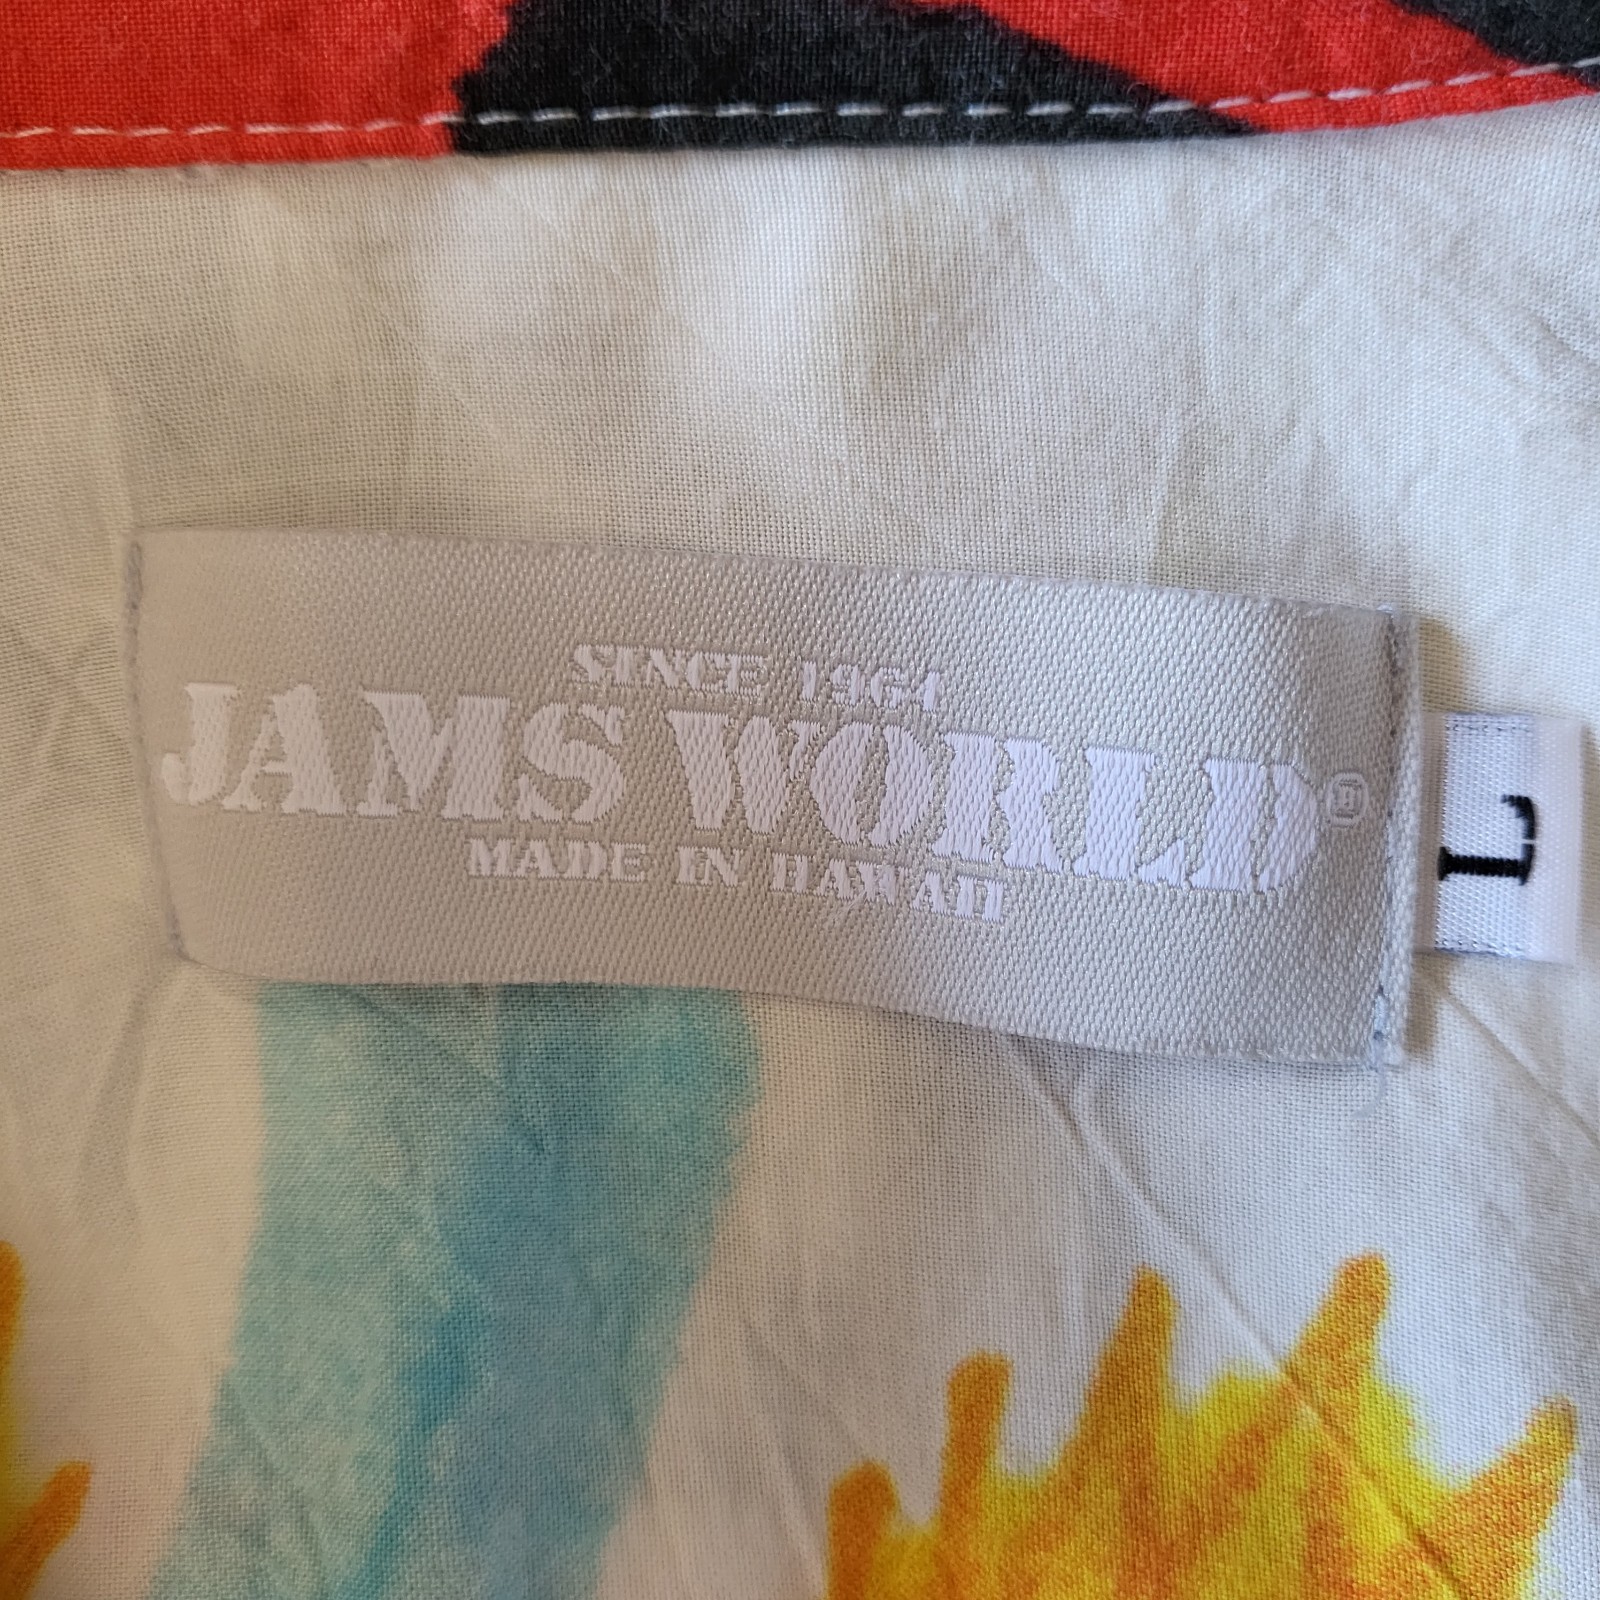 SINCE 1964
JAMS WORLD®
MADE IN HAWAII
L